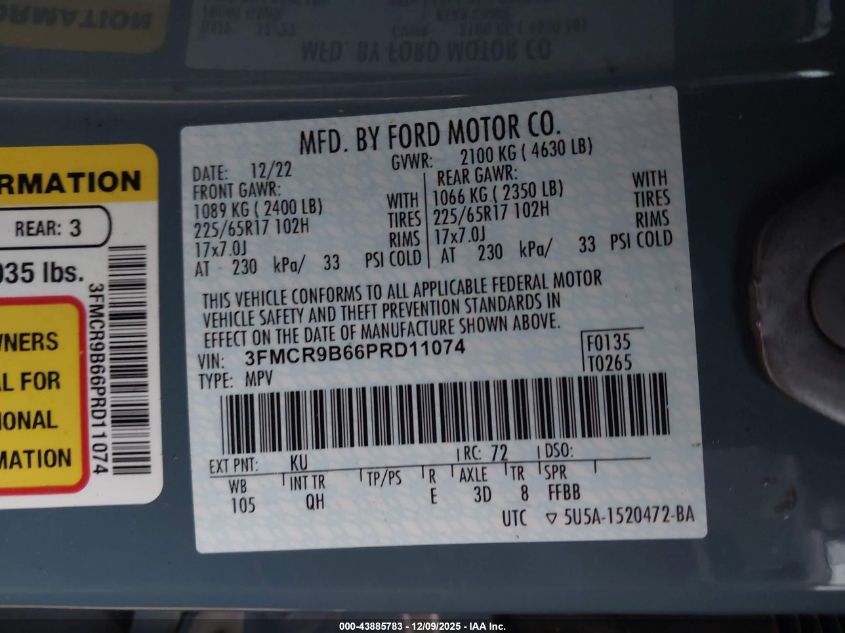 MFD. BY FORD MOTOR CO.
DATE: 12/22
GVWR: 2100 KG ( 4630 LB)
FRONT GAWR:
1089 KG ( 2400 LB) WITH
225/65R17 102H TIRES
17x7.0J RIMS
AT 230 kPa/ 33 PSI COLD
REAR GAWR:
1066 KG ( 2350 LB) WITH
225/65R17 102H TIRES
17x7.0J RIMS
AT 230 kPa/ 33 PSI COLD
THIS VEHICLE CONFORMS TO ALL APPLICABLE FEDERAL MOTOR
VEHICLE SAFETY AND THEFT PREVENTION STANDARDS IN
EFFECT ON THE DATE OF MANUFACTURE SHOWN ABOVE.
VIN: 3FMCR9B66PRD11074
TYPE: MPV
F0135
T0265
EXT PNT: KU RC: 72 DSO:
WB INT TR TP/PS R AXLE TR SPR
105 QH E 3D 8 FFBB
UTC ▽ 5U5A-1520472-BA
REAR: 3
035 lbs.
3FMCR9B66PRD11074
000-43885783 • 12/09/2025 • IAA Inc.